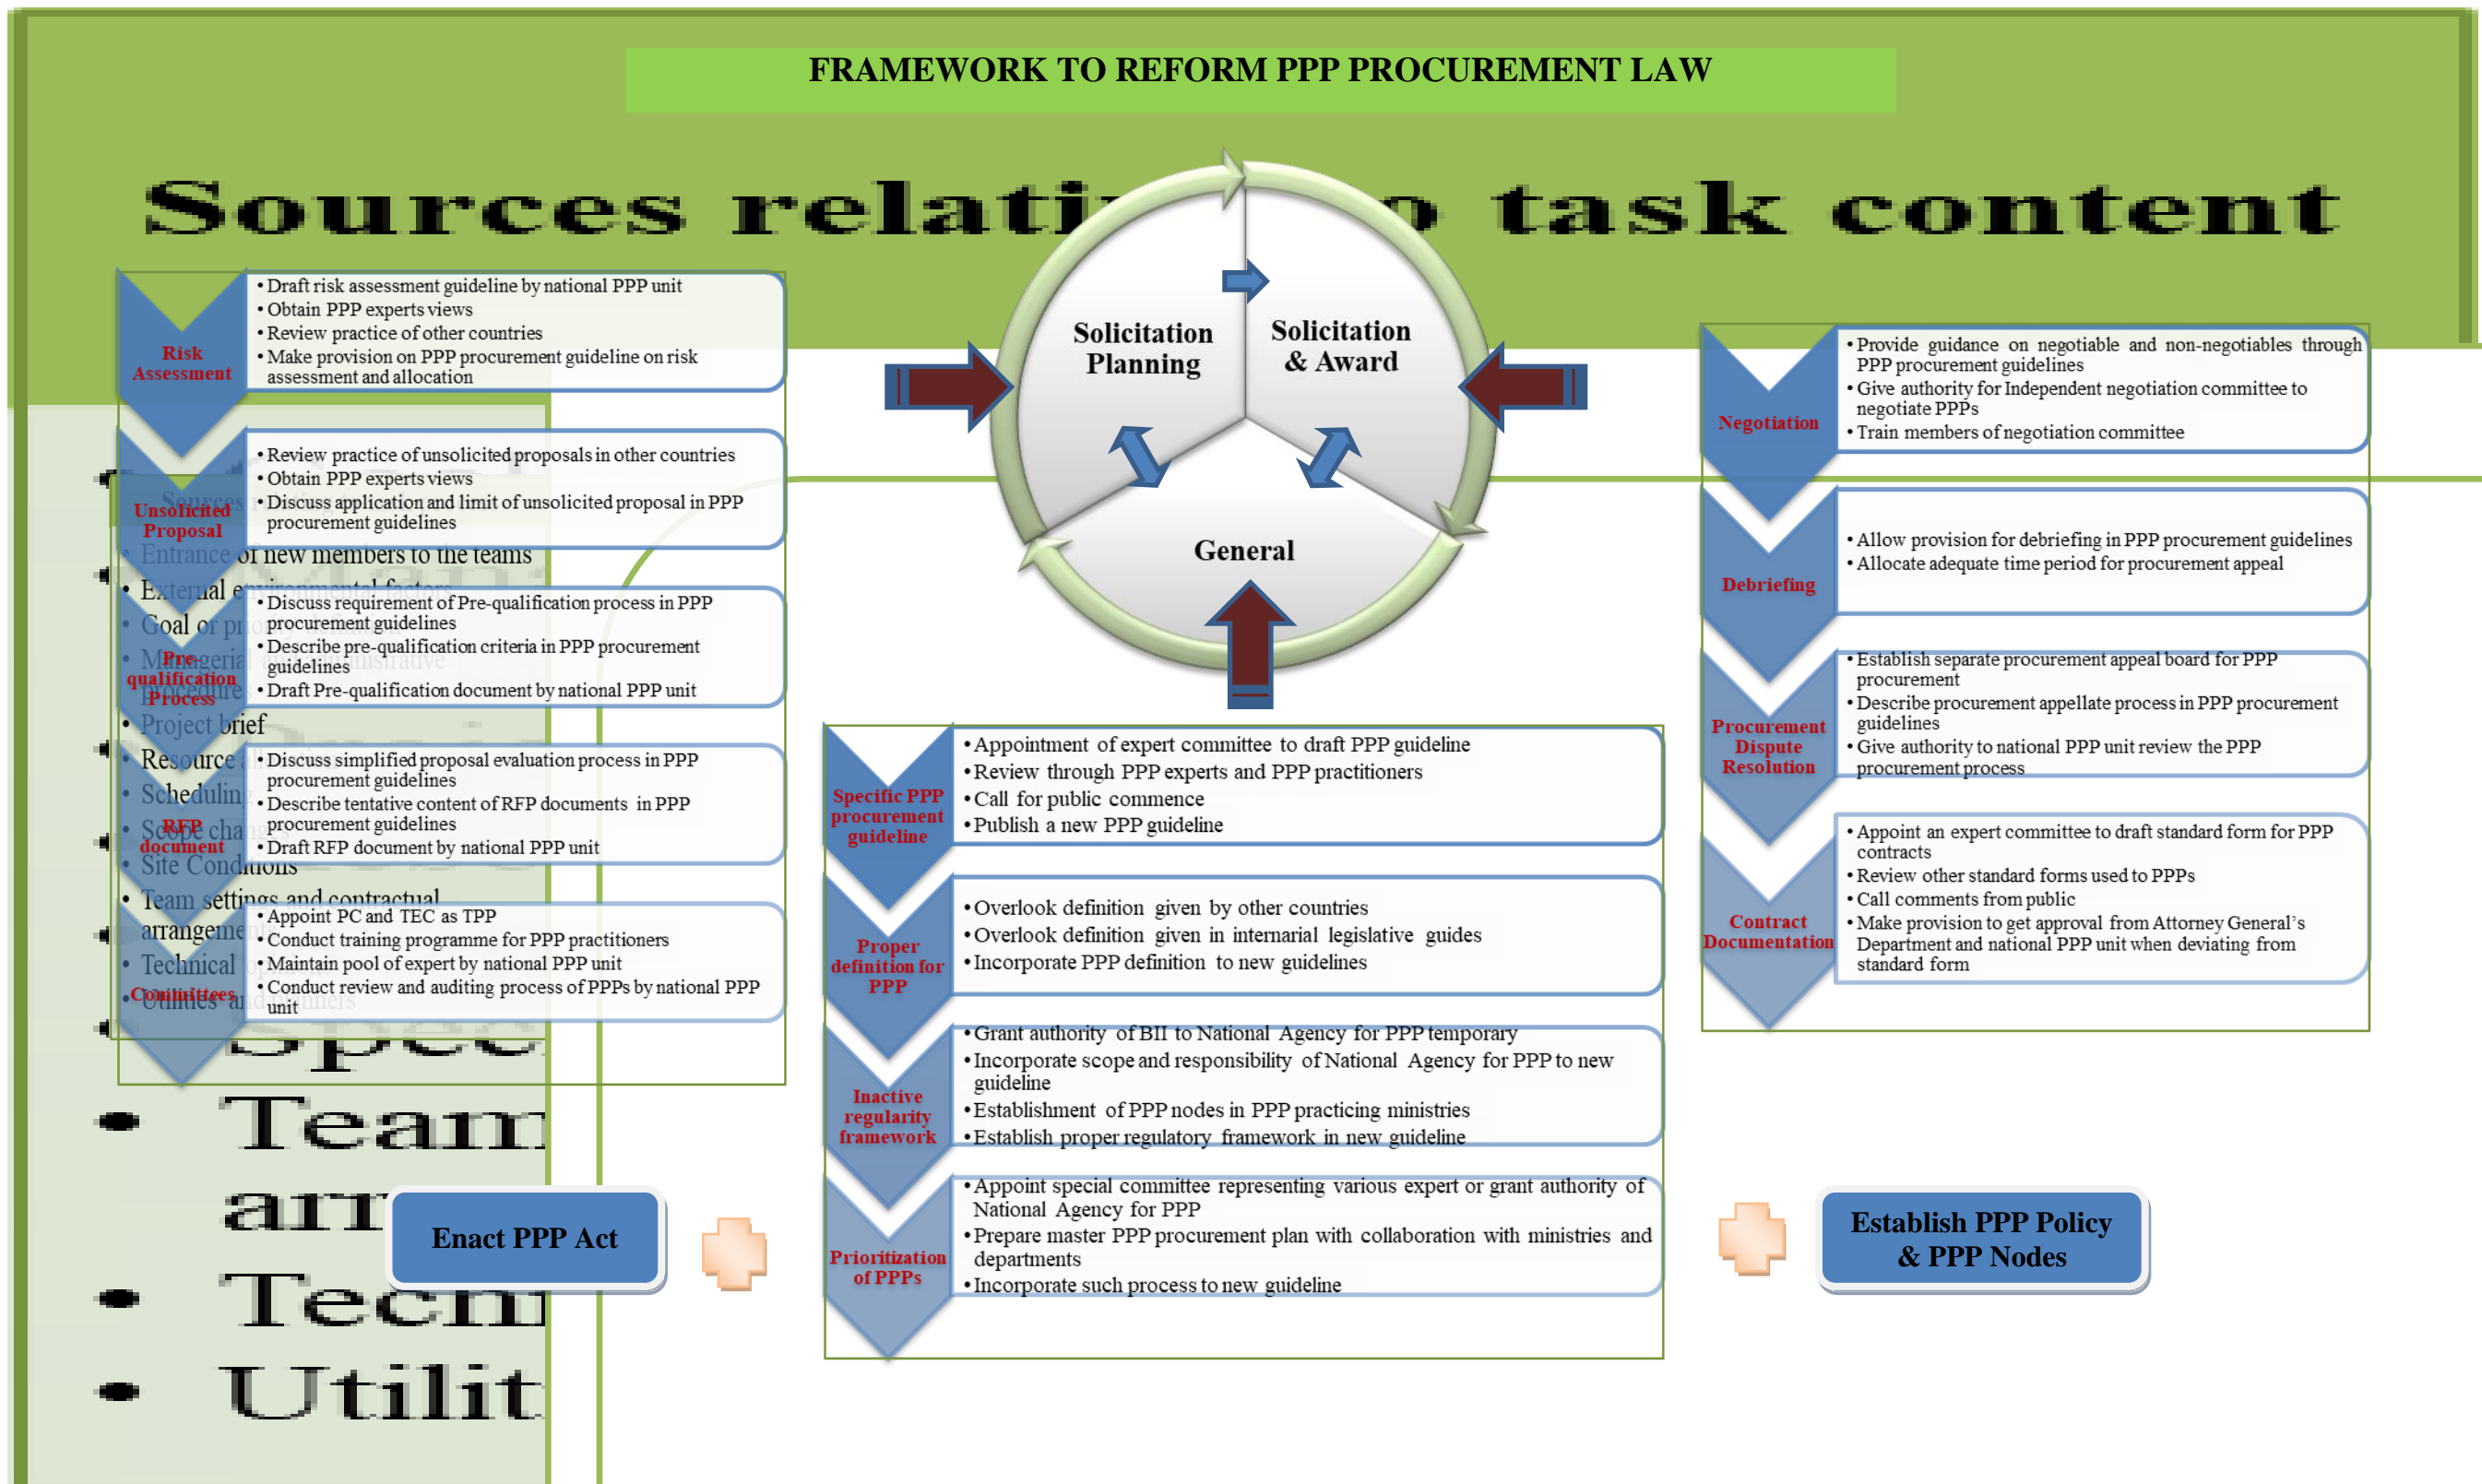 FRAMEWORK TO REFORM PPP PROCUREMENT LAW
Sources task content
Solicitation
Planning
Solicitation
& Award
General
Risk
Assessment
• Draft risk assessment guideline by national PPP unit
• Obtain PPP experts views
• Review practice of other countries
• Make provision on PPP procurement guideline on risk
assessment and allocation
Unsolicited
Proposal
• Review practice of unsolicited proposals in other countries
• Obtain PPP experts views
• Discuss application and limit of unsolicited proposal in PPP
procurement guidelines
Pre-
qualification
Process
• Discuss requirement of Pre-qualification process in PPP
procurement guidelines
• Describe pre-qualification criteria in PPP procurement
guidelines
• Draft Pre-qualification document by national PPP unit
RFP
document
• Discuss simplified proposal evaluation process in PPP
procurement guidelines
• Describe tentative content of RFP documents in PPP
procurement guidelines
• Draft RFP document by national PPP unit
Committees
• Appoint PC and TEC as TPP
• Conduct training programme for PPP practitioners
• Maintain pool of expert by national PPP unit
• Conduct review and auditing process of PPPs by national PPP
unit
• Entrance of new members to the teams
• External environmental factors
• Goal or priority definition
• Managerial and administrative
procedures
• Project brief
• Resource
• Scheduling
• Scope changes
• Site Conditions
• Team settings and contractual
arrangements
• Technical
• Utilities and planners
• Team
• Utilit
Specific PPP
procurement
guideline
• Appointment of expert committee to draft PPP guideline
• Review through PPP experts and PPP practitioners
• Call for public commence
• Publish a new PPP guideline
Proper
definition for
PPP
• Overlook definition given by other countries
• Overlook definition given in internarial legislative guides
• Incorporate PPP definition to new guidelines
Inactive
regularity
framework
• Grant authority of BII to National Agency for PPP temporary
• Incorporate scope and responsibility of National Agency for PPP to new
guideline
• Establishment of PPP nodes in PPP practicing ministries
• Establish proper regulatory framework in new guideline
Prioritization
of PPPs
• Appoint special committee representing various expert or grant authority of
National Agency for PPP
• Prepare master PPP procurement plan with collaboration with ministries and
departments
• Incorporate such process to new guideline
Negotiation
• Provide guidance on negotiable and non-negotiables through
PPP procurement guidelines
• Give authority for Independent negotiation committee to
negotiate PPPs
• Train members of negotiation committee
Debriefing
• Allow provision for debriefing in PPP procurement guidelines
• Allocate adequate time period for procurement appeal
Procurement
Dispute
Resolution
• Establish separate procurement appeal board for PPP
procurement
• Describe procurement appellate process in PPP procurement
guidelines
• Give authority to national PPP unit review the PPP
procurement process
Contract
Documentation
• Appoint an expert committee to draft standard form for PPP
contracts
• Review other standard forms used to PPPs
• Call comments from public
• Make provision to get approval from Attorney General's
Department and national PPP unit when deviating from
standard form
Enact PPP Act
Establish PPP Policy
& PPP Nodes